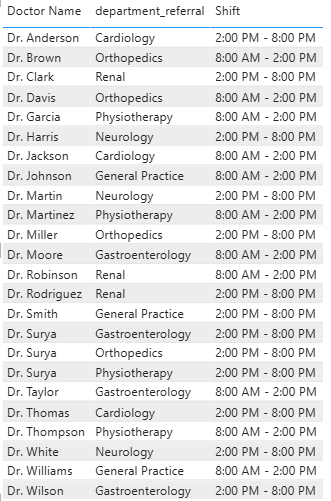 Doctor Name department_referral Shift
Dr. Anderson Cardiology 2:00 PM - 8:00 PM
Dr. Brown Orthopedics 8:00 AM - 2:00 PM
Dr. Clark Renal 2:00 PM - 8:00 PM
Dr. Davis Orthopedics 8:00 AM - 2:00 PM
Dr. Garcia Physiotherapy 8:00 AM - 2:00 PM
Dr. Harris Neurology 2:00 PM - 8:00 PM
Dr. Jackson Cardiology 8:00 AM - 2:00 PM
Dr. Johnson General Practice 8:00 AM - 2:00 PM
Dr. Martin Neurology 2:00 PM - 8:00 PM
Dr. Martinez Physiotherapy 8:00 AM - 2:00 PM
Dr. Miller Orthopedics 2:00 PM - 8:00 PM
Dr. Moore Gastroenterology 8:00 AM - 2:00 PM
Dr. Robinson Renal 8:00 AM - 2:00 PM
Dr. Rodriguez Renal 2:00 PM - 8:00 PM
Dr. Smith General Practice 2:00 PM - 8:00 PM
Dr. Surya Gastroenterology 2:00 PM - 8:00 PM
Dr. Surya Orthopedics 2:00 PM - 8:00 PM
Dr. Surya Physiotherapy 2:00 PM - 8:00 PM
Dr. Taylor Gastroenterology 8:00 AM - 2:00 PM
Dr. Thomas Cardiology 2:00 PM - 8:00 PM
Dr. Thompson Physiotherapy 8:00 AM - 2:00 PM
Dr. White Neurology 2:00 PM - 8:00 PM
Dr. Williams General Practice 8:00 AM - 2:00 PM
Dr. Wilson Gastroenterology 2:00 PM - 8:00 PM